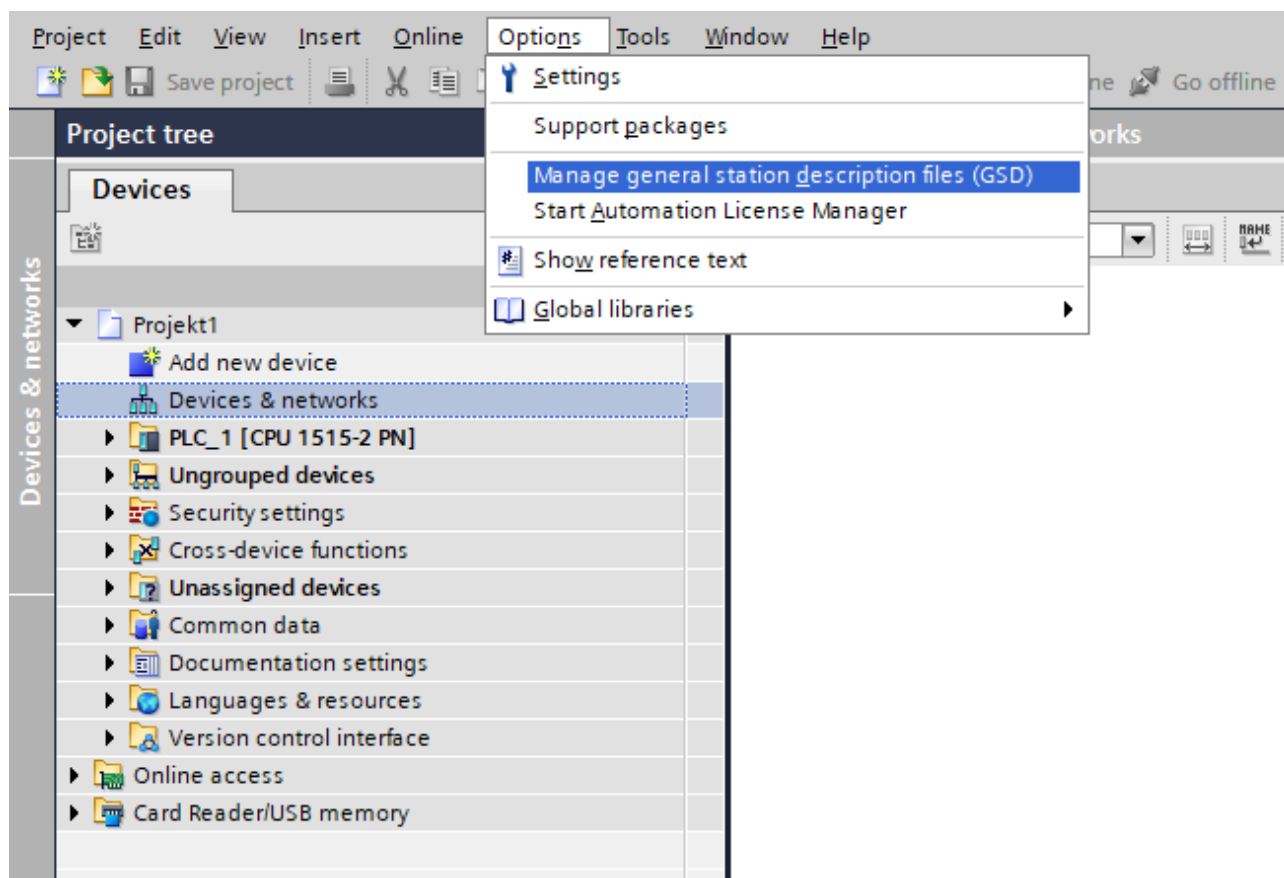 Project Edit View Insert Online Options Tools Window Help
Save project Go offline
Settings
Support packages
Manage general station description files (GSD)
Start Automation License Manager
Show reference text
Global libraries
Project tree
Devices
NAME
Devices & networks
Projekt1
Add new device
Devices & networks
PLC_1 [CPU 1515-2 PN]
Ungrouped devices
Security settings
Cross-device functions
Unassigned devices
Common data
Documentation settings
Languages & resources
Version control interface
Online access
Card Reader/USB memory